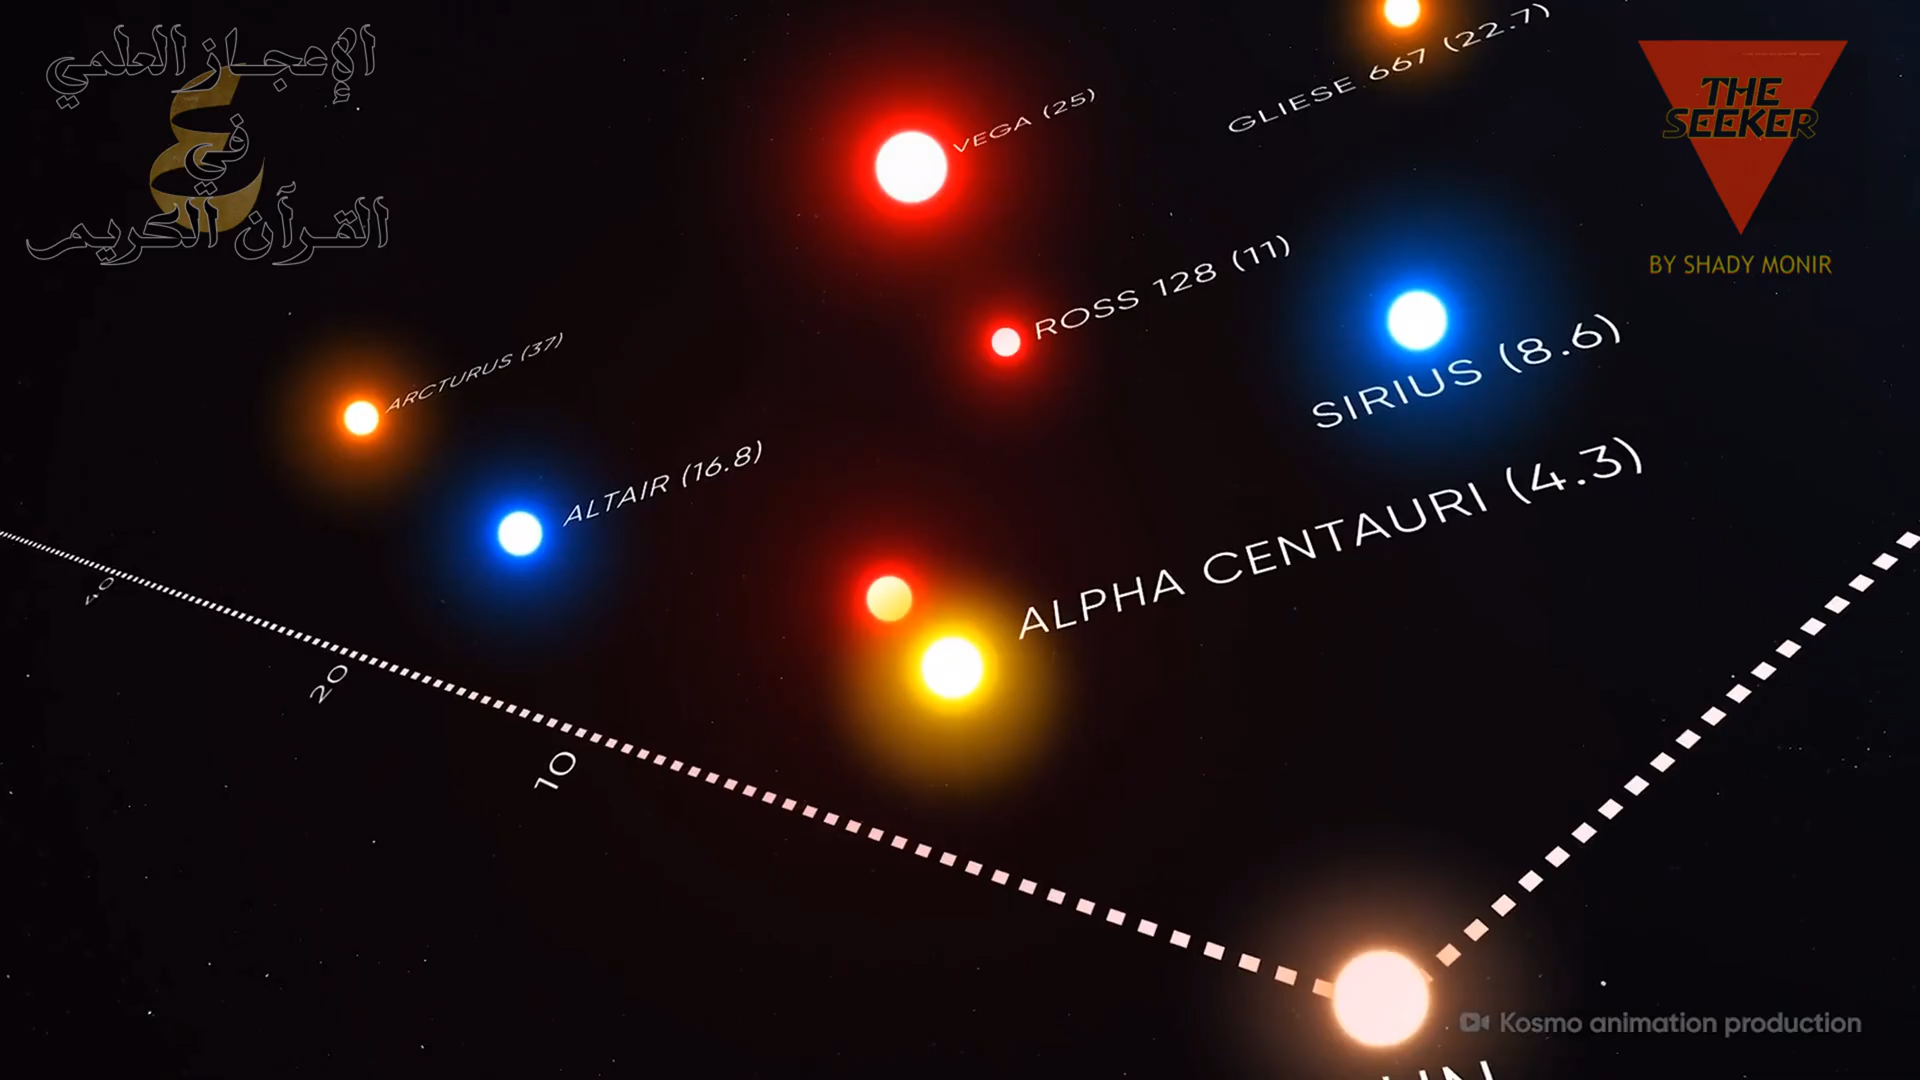 الإعجاز العلمي
في
القرآن الكريم
THE
SEEKER
BY SHADY MONIR
GLIESE 667 (22.7)
VEGA (25)
ROSS 128 (11)
SIRIUS (8.6)
ARCTURUS (37)
ALTAIR (16.8)
ALPHA CENTAURI (4.3)
40
20
10
Kosmo animation production